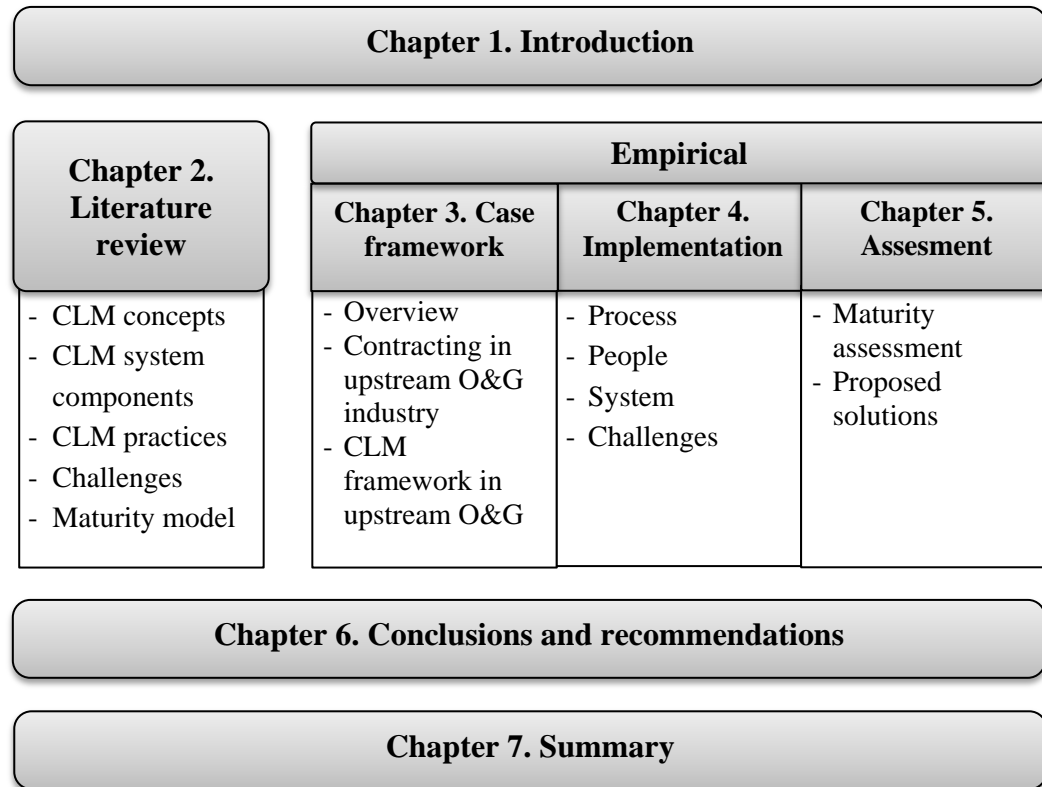 Chapter 1. Introduction
Chapter 2.
Literature
review
- CLM concepts
- CLM system
components
- CLM practices
- Challenges
- Maturity model
Empirical
Chapter 3. Case
framework
- Overview
- Contracting in
upstream O&G
industry
- CLM
framework in
upstream O&G
Chapter 4.
Implementation
- Process
- People
- System
- Challenges
Chapter 5.
Assesment
- Maturity
assessment
- Proposed
solutions
Chapter 6. Conclusions and recommendations
Chapter 7. Summary